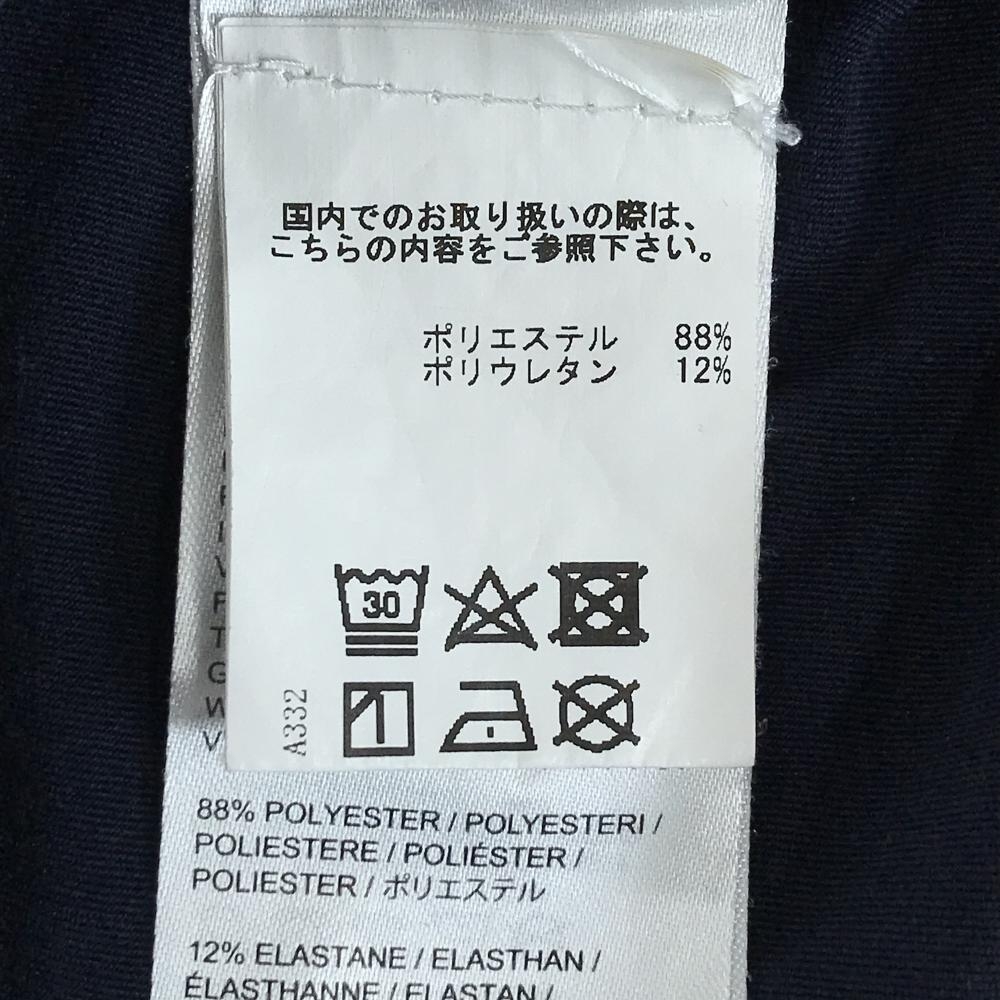 国内でのお取り扱いの際は、
こちらの内容をご参照下さい。
ポリエステル 88%
ポリウレタン 12%
30
A332
88% POLYESTER / POLYESTERI /
POLIESTERE / POLIÉSTER /
POLIESTER / ポリエステル
12% ELASTANE / ELASTHAN /
ÉLASTHANNE / ELASTAN /